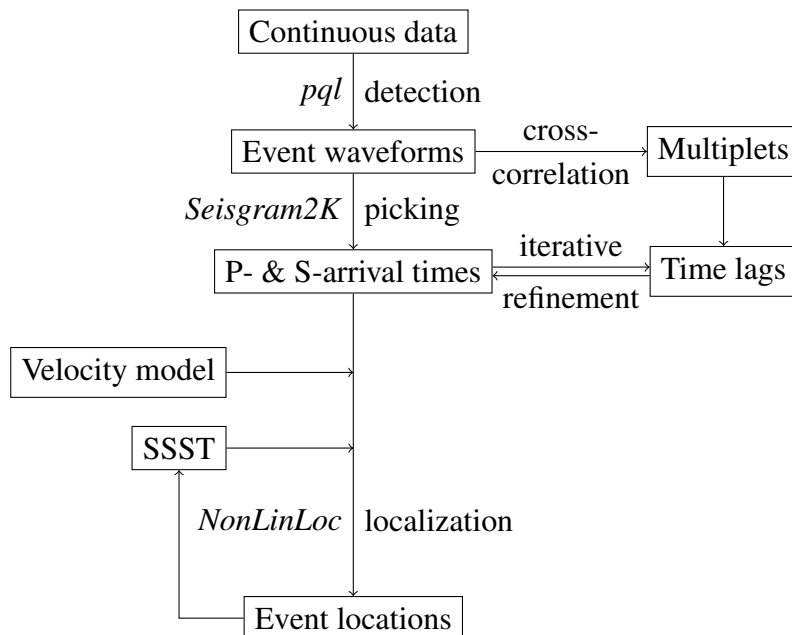 Continuous data
pql detection
cross-
Event waveforms
Multiplets
correlation
Seisgram2K picking
iterative
P- & S-arrival times
Time lags
refinement
Velocity model
SSST
NonLinLoc localization
Event locations